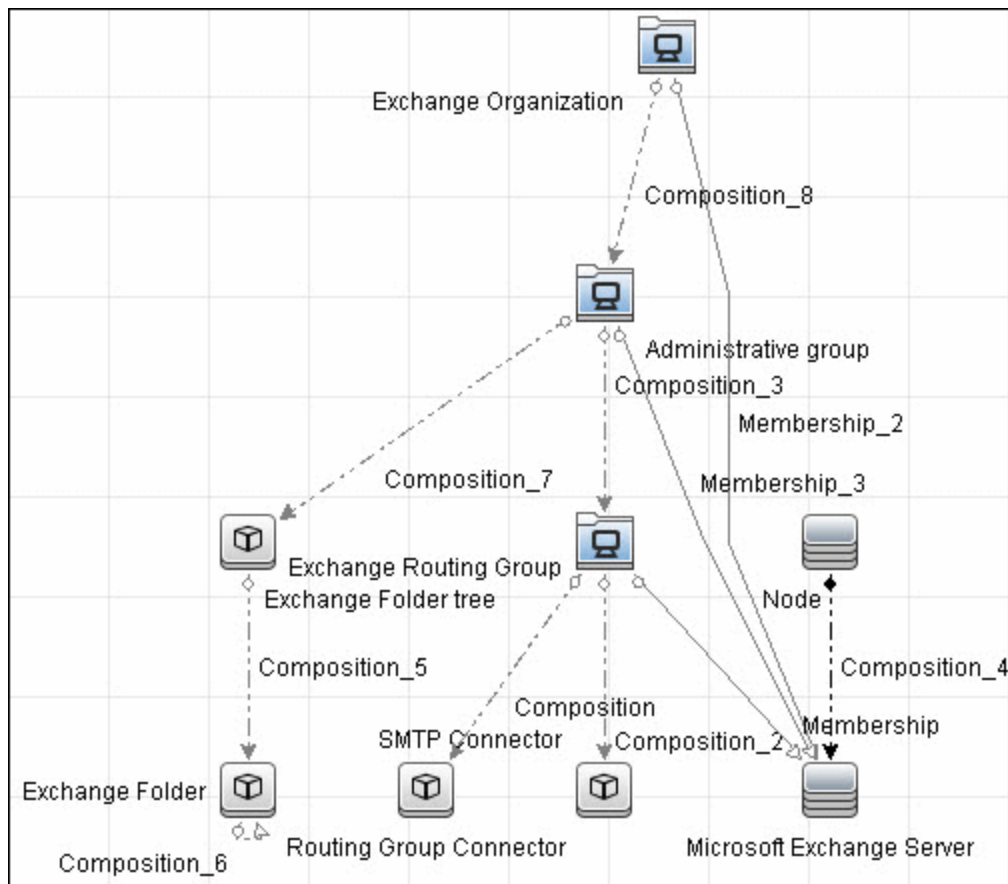 Exchange Organization
Composition_8
Administrative group
Composition_3
Membership_2
Composition_7
Membership_3
Exchange Routing Group
Exchange Folder tree
Node
Composition_5
Composition_4
Composition
Membership
SMTP Connector
Composition_2
Exchange Folder
Routing Group Connector
Microsoft Exchange Server
Composition_6